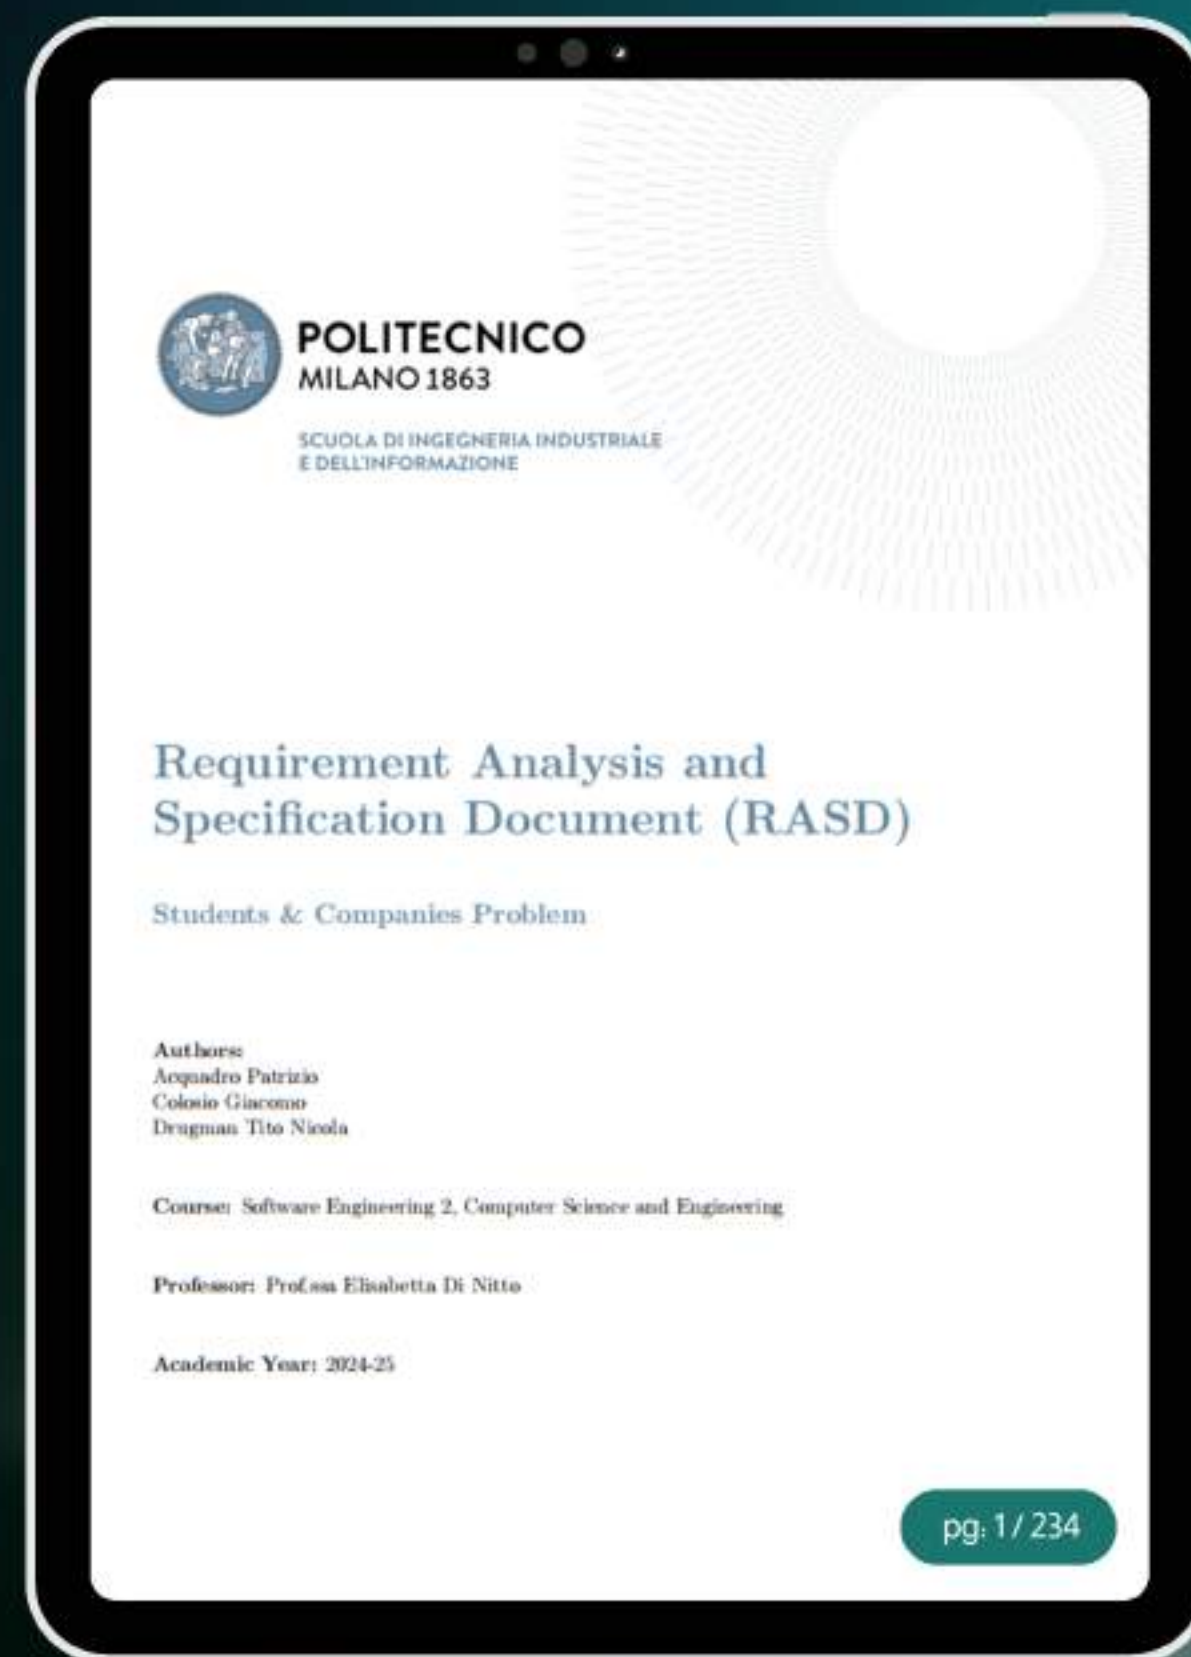 POLITECNICO
MILANO 1863
SCUOLA DI INGEGNERIA INDUSTRIALE
E DELL'INFORMAZIONE
Requirement Analysis and
Specification Document (RASD)
Students & Companies Problem
Authors:
Acquadro Patrizio
Colosio Giacomo
Drugman Tito Nicola
Course: Software Engineering 2, Computer Science and Engineering
Professor: Prof.ssa Elisabetta Di Nitto
Academic Year: 2024-25
pg: 1 / 234